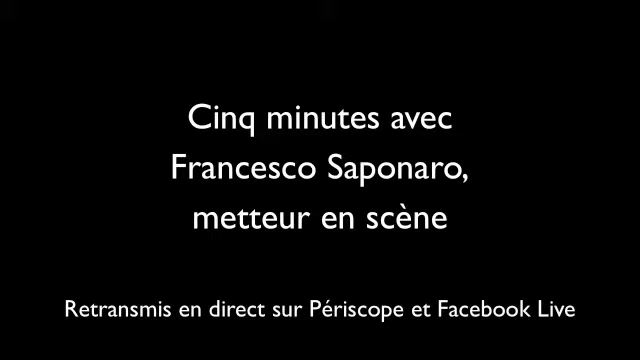 Cinq minutes avec
Francesco Saponaro,
metteur en scène
Retransmis en direct sur Périscope et Facebook Live